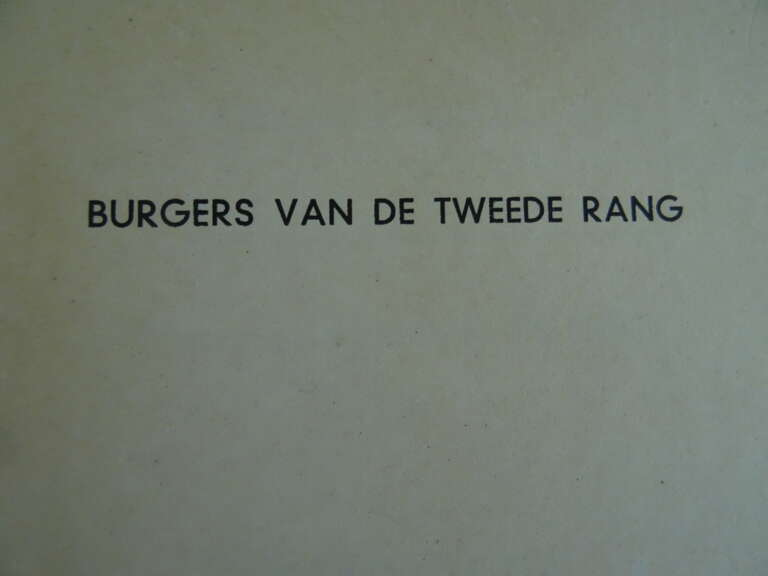 BURGERS VAN DE TWEEDE RANG